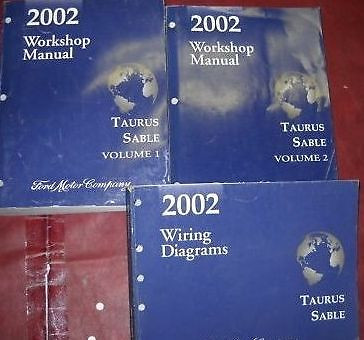 2002
Workshop
Manual
TAURUS
SABLE
VOLUME 1
Ford Motor Company
2002
Workshop
Manual
TAURUS
SABLE
VOLUME 2
2002
Wiring
Diagrams
TAURUS
SABLE